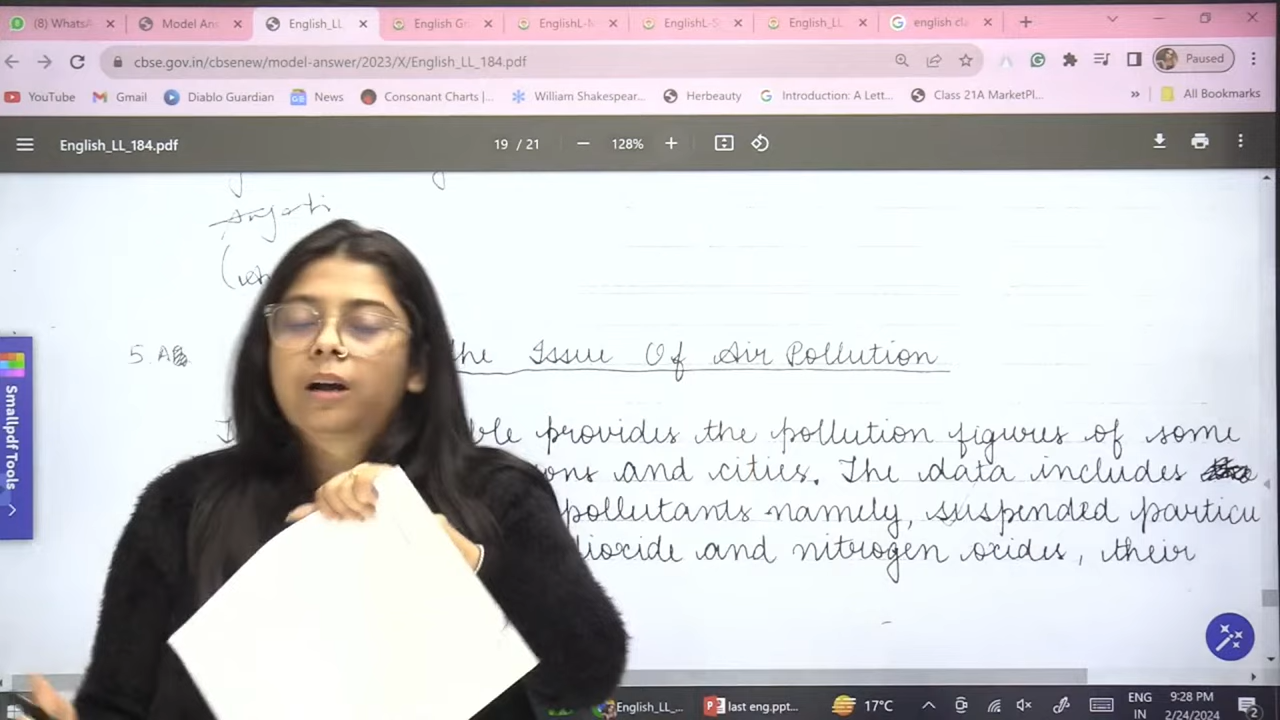 (8) WhatsA
Model An
English_LL
English Gr
EnglishL-
EnglishL-S
English_LL
english cl
cbse.gov.in/cbsenew/model-answer/2023/X/English_LL_184.pdf
Paused
YouTube
Gmail
Diablo Guardian
News
Consonant Charts |...
William Shakespear...
Herbeauty
Introduction: A Lett...
Class 21A MarketPl...
»
All Bookmarks
English_LL_184.pdf
19 / 21
128%
5. A
the Issue Of Air Pollution
ble provides the pollution figures of some
ons and cities. The data includes
pollutants namely, suspended particu
dioxide and nitrogen oxides, their
Smallpdf Tools
English_LL_...
last eng.ppt...
17°C
ENG
IN
9:28 PM
2/24/2024
2